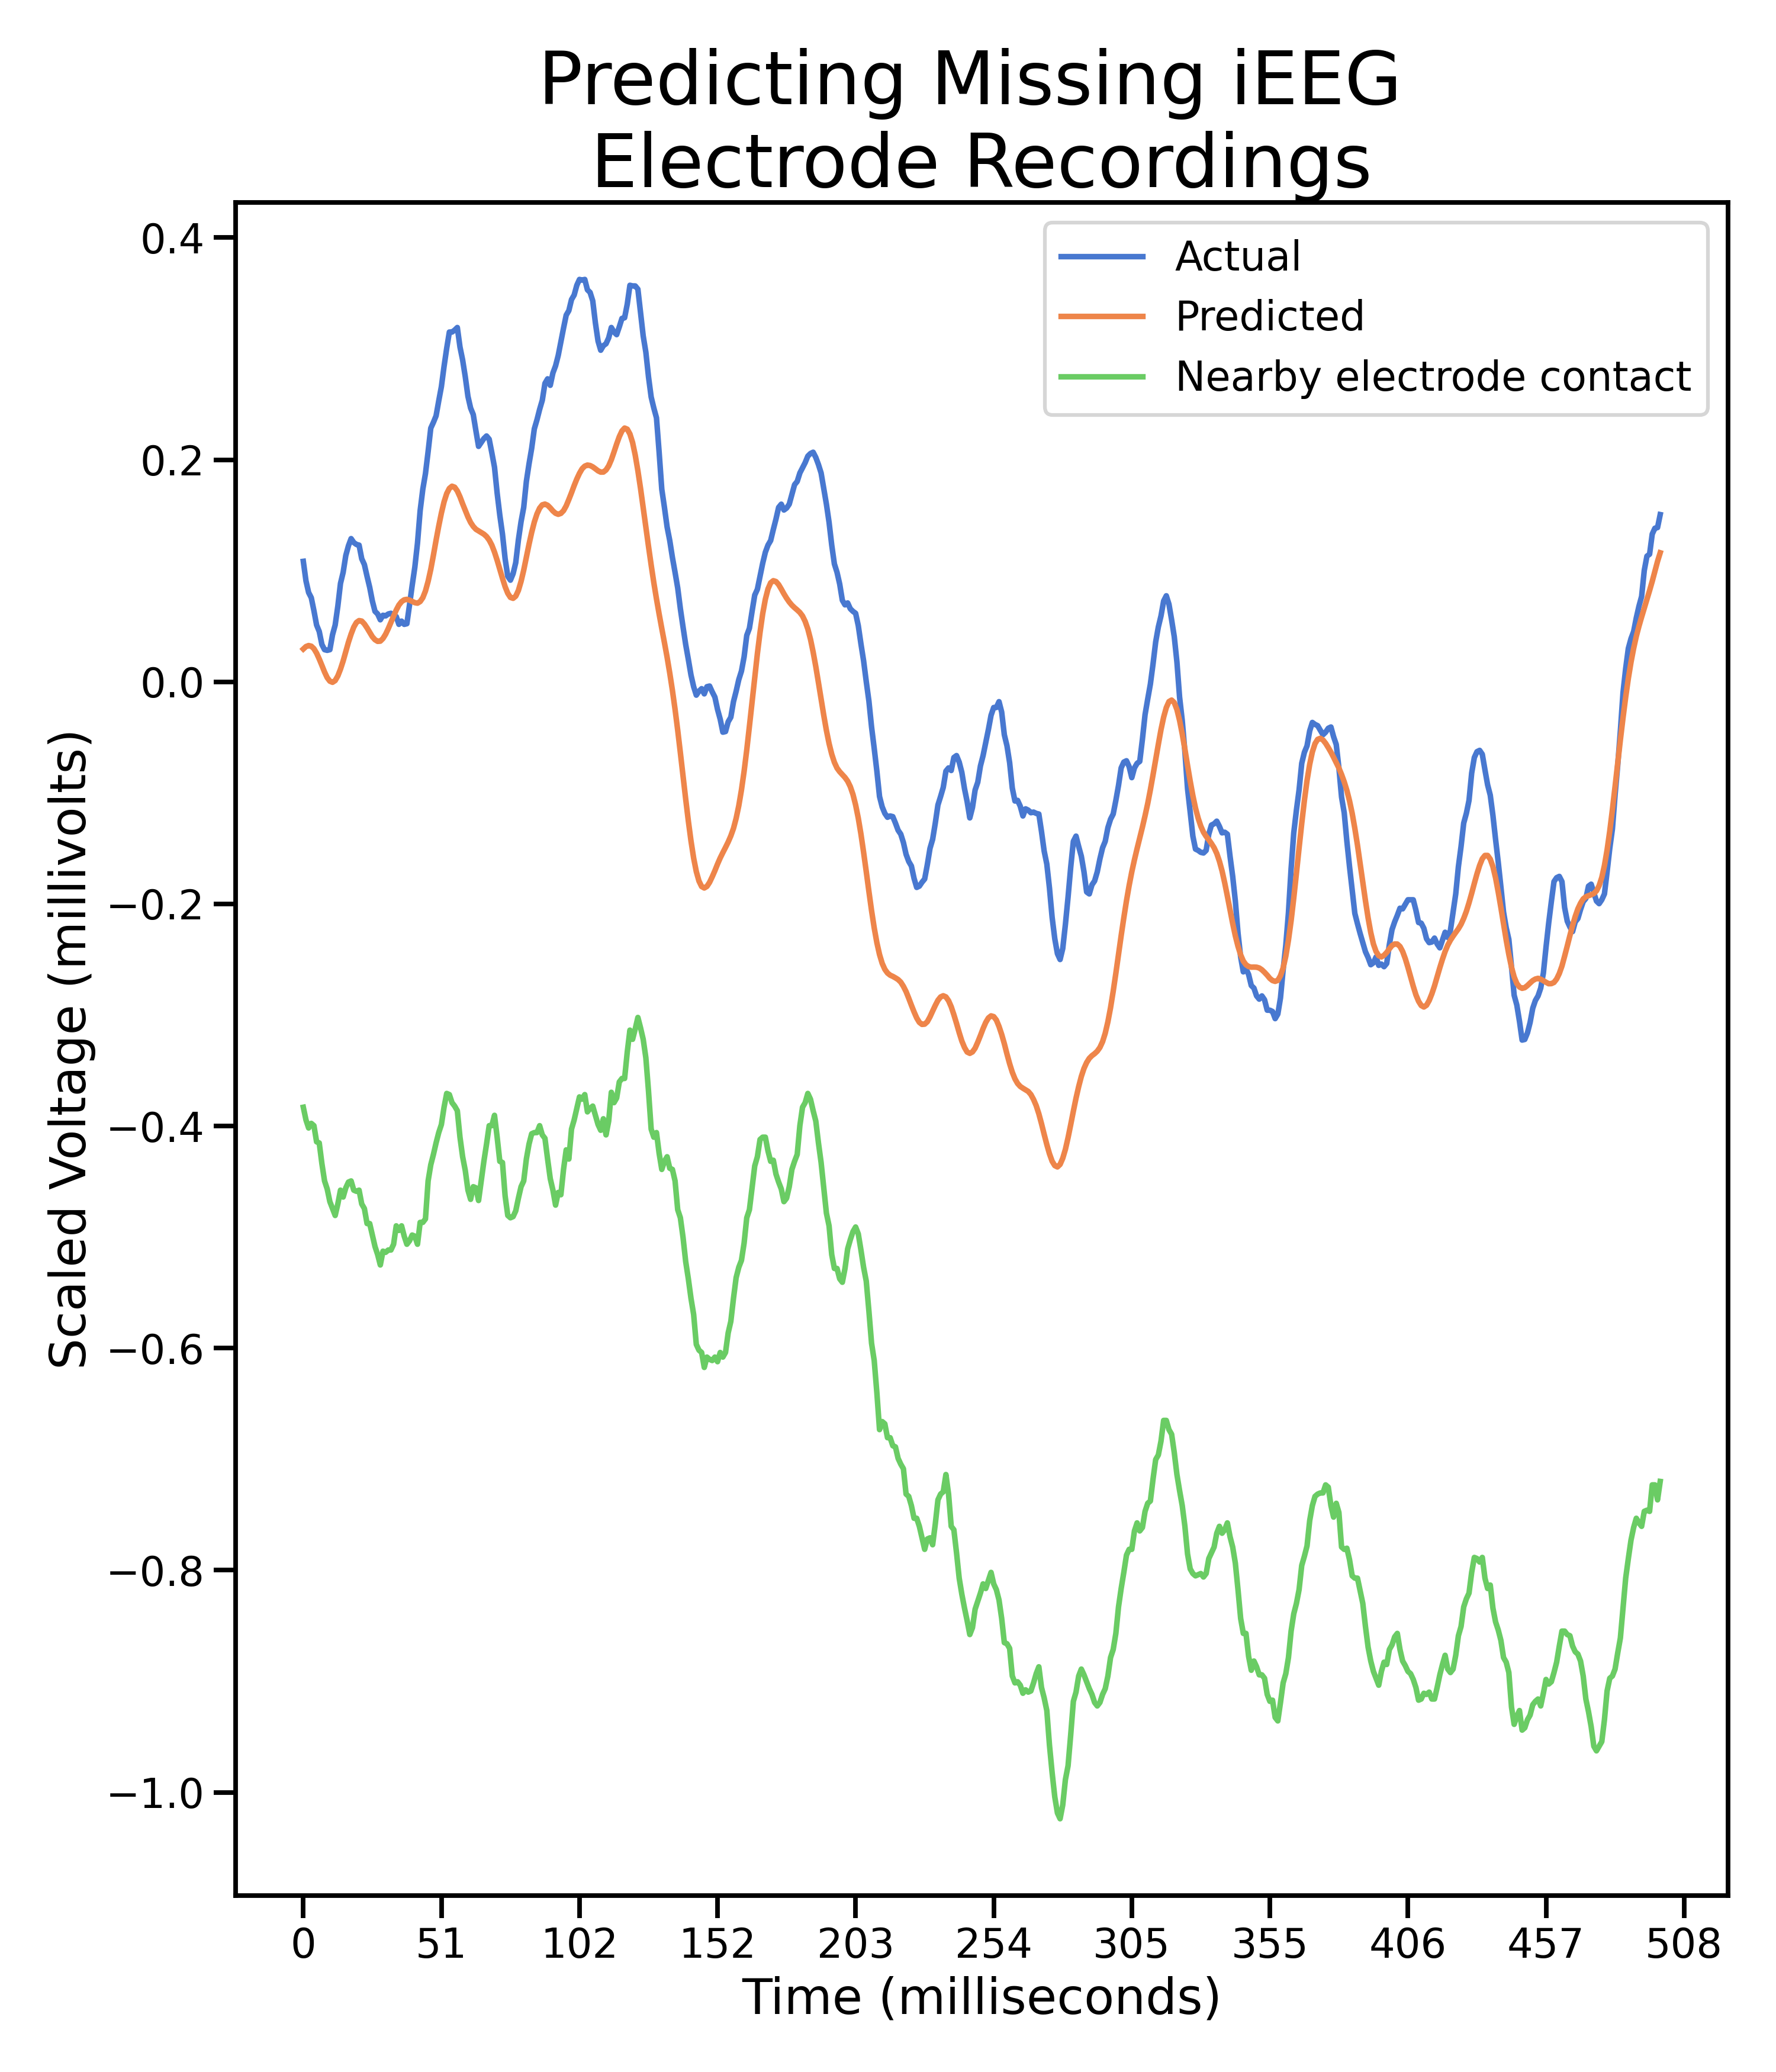 Predicting Missing iEEG
Electrode Recordings
Actual
Predicted
Nearby electrode contact
Scaled Voltage (millivolts)
0.4
0.2
0.0
−0.2
−0.4
−0.6
−0.8
−1.0
0 51 102 152 203 254 305 355 406 457 508
Time (milliseconds)